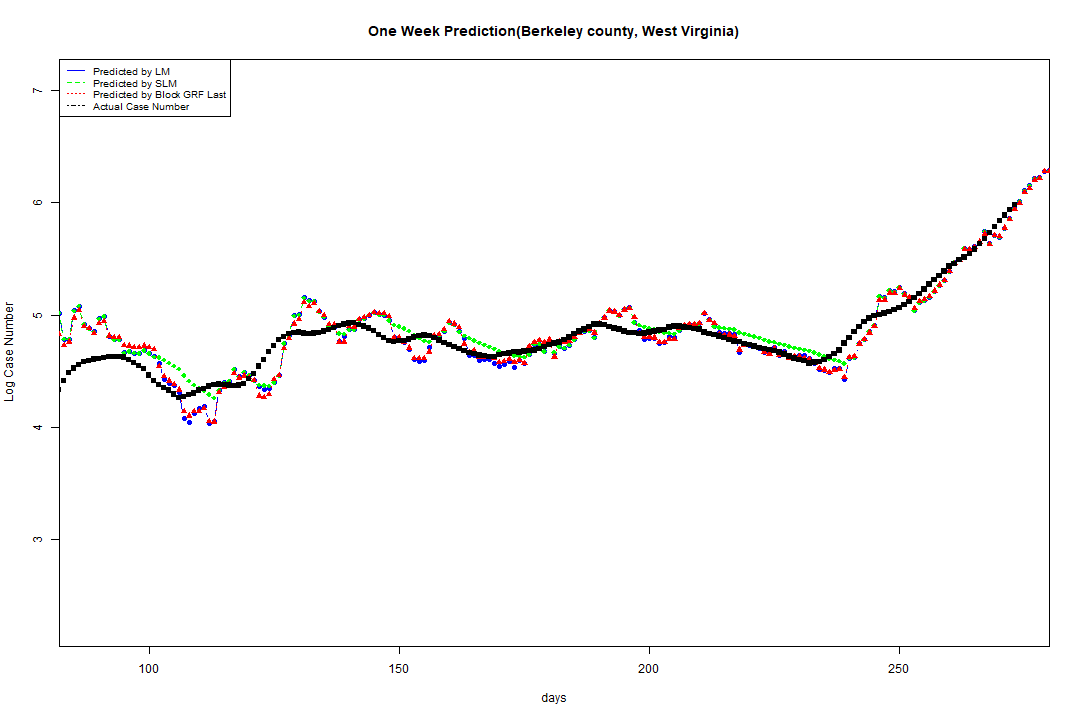 One Week Prediction(Berkeley county, West Virginia)
Predicted by LM
Predicted by SLM
Predicted by Block GRF Last
Actual Case Number
7
6
5
4
3
Log Case Number
100
150
200
250
days